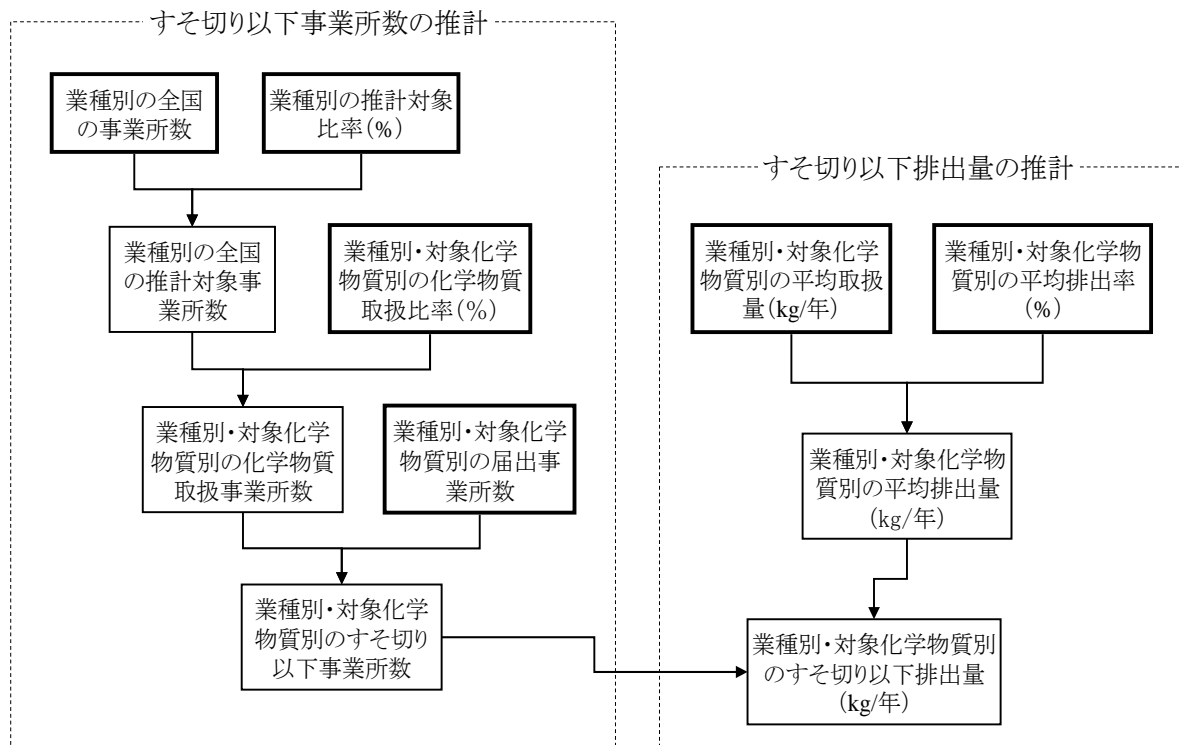 すそ切り以下事業所数の推計
業種別の全国
の事業所数
業種別の推計対象
比率(%)
業種別の全国
の推計対象事
業所数
業種別・対象化学
物質別の化学物質
取扱比率(%)
業種別・対象化学
物質別の化学物質
取扱事業所数
業種別・対象化学
物質別の届出事
業所数
業種別・対象化学
物質別のすそ切り
以下事業所数
すそ切り以下排出量の推計
業種別・対象化学
物質別の平均取扱
量(kg/年)
業種別・対象化学物
質別の平均排出率
(%)
業種別・対象化学物
質別の平均排出量
(kg/年)
業種別・対象化学物質別
のすそ切り以下排出量
(kg/年)